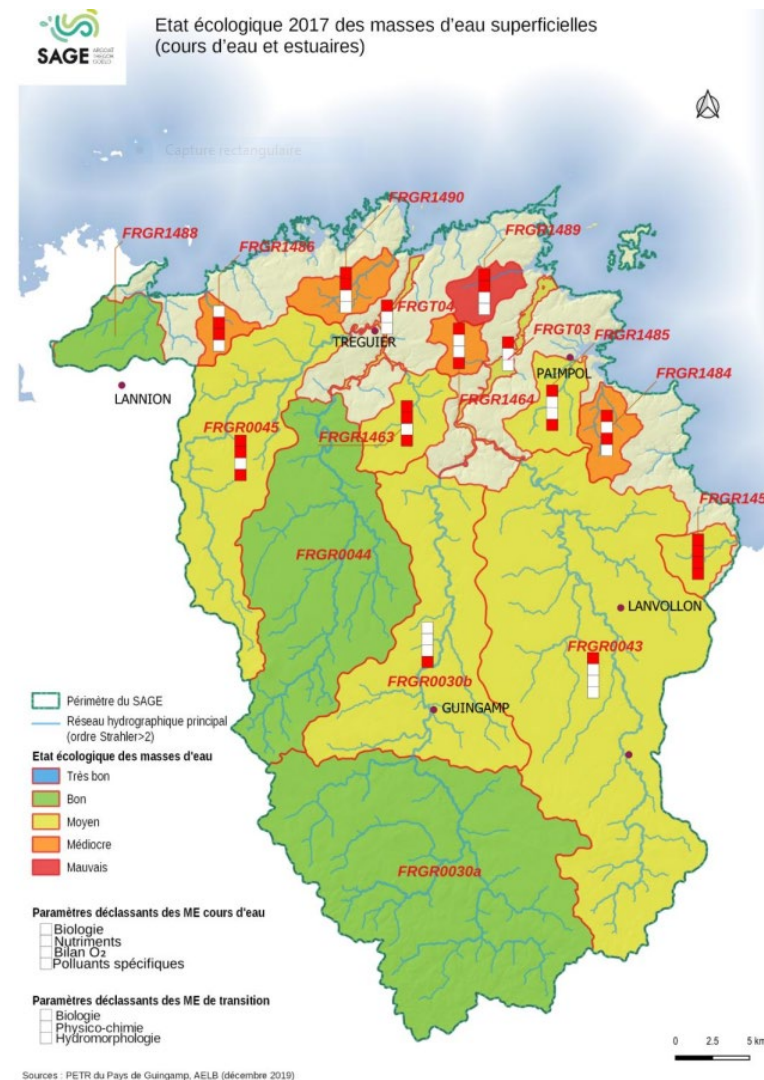 Etat écologique 2017 des masses d'eau superficielles
(cours d'eau et estuaires)
SAGE
ARGOAT
TRÉGOR
GOËLO
Capture rectangulaire
FRGR1490
FRGR1488
FRGR1489
FRGR1486
FRGT04
FRGT03
FRGR1485
TREGUIER
PAIMPOL
FRGR1484
LANNION
FRGR1464
FRGR0045
FRGR1463
FRGR145
FRGR0044
LANVOLLON
FRGR0043
FRGR0030b
GUINGAMP
FRGR0030a
Périmètre du SAGE
Réseau hydrographique principal
(ordre Strahler>2)
Etat écologique des masses d'eau
Très bon
Bon
Moyen
Médiocre
Mauvais
Paramètres déclassants des ME cours d'eau
Biologie
Nutriments
Bilan O₂
Polluants spécifiques
Paramètres déclassants des ME de transition
Biologie
Physico-chimie
Hydromorphologie
0 2.5 5 km
Sources : PETR du Pays de Guingamp, AELB (décembre 2019)